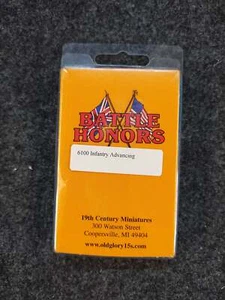 BATTLE
HONORS
6100 Infantry Advancing
19th Century Miniatures
300 Watson Street
Coopersville, MI 49404
www.oldglory15s.com